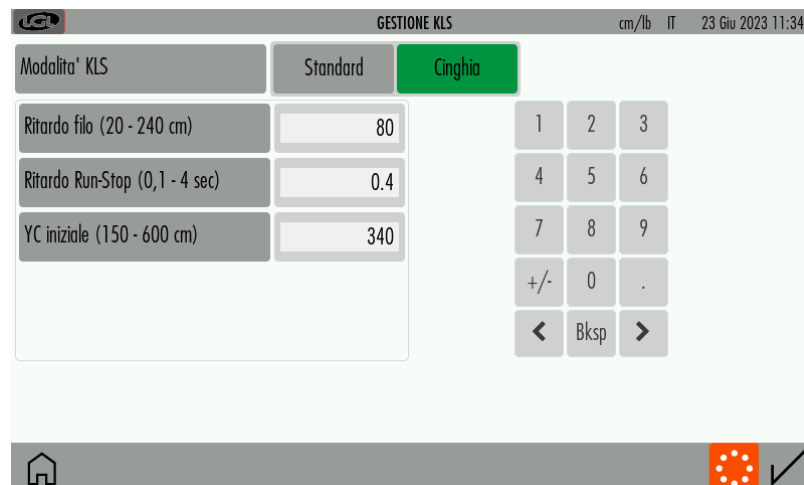 LGL GESTIONE KLS cm/lb IT 23 Giu 2023 11:34
Modalita' KLS Standard Cinghia
Ritardo filo (20 - 240 cm) 80
Ritardo Run-Stop (0,1 - 4 sec) 0.4
YC iniziale (150 - 600 cm) 340
1 2 3
4 5 6
7 8 9
+/- 0 .
Bksp